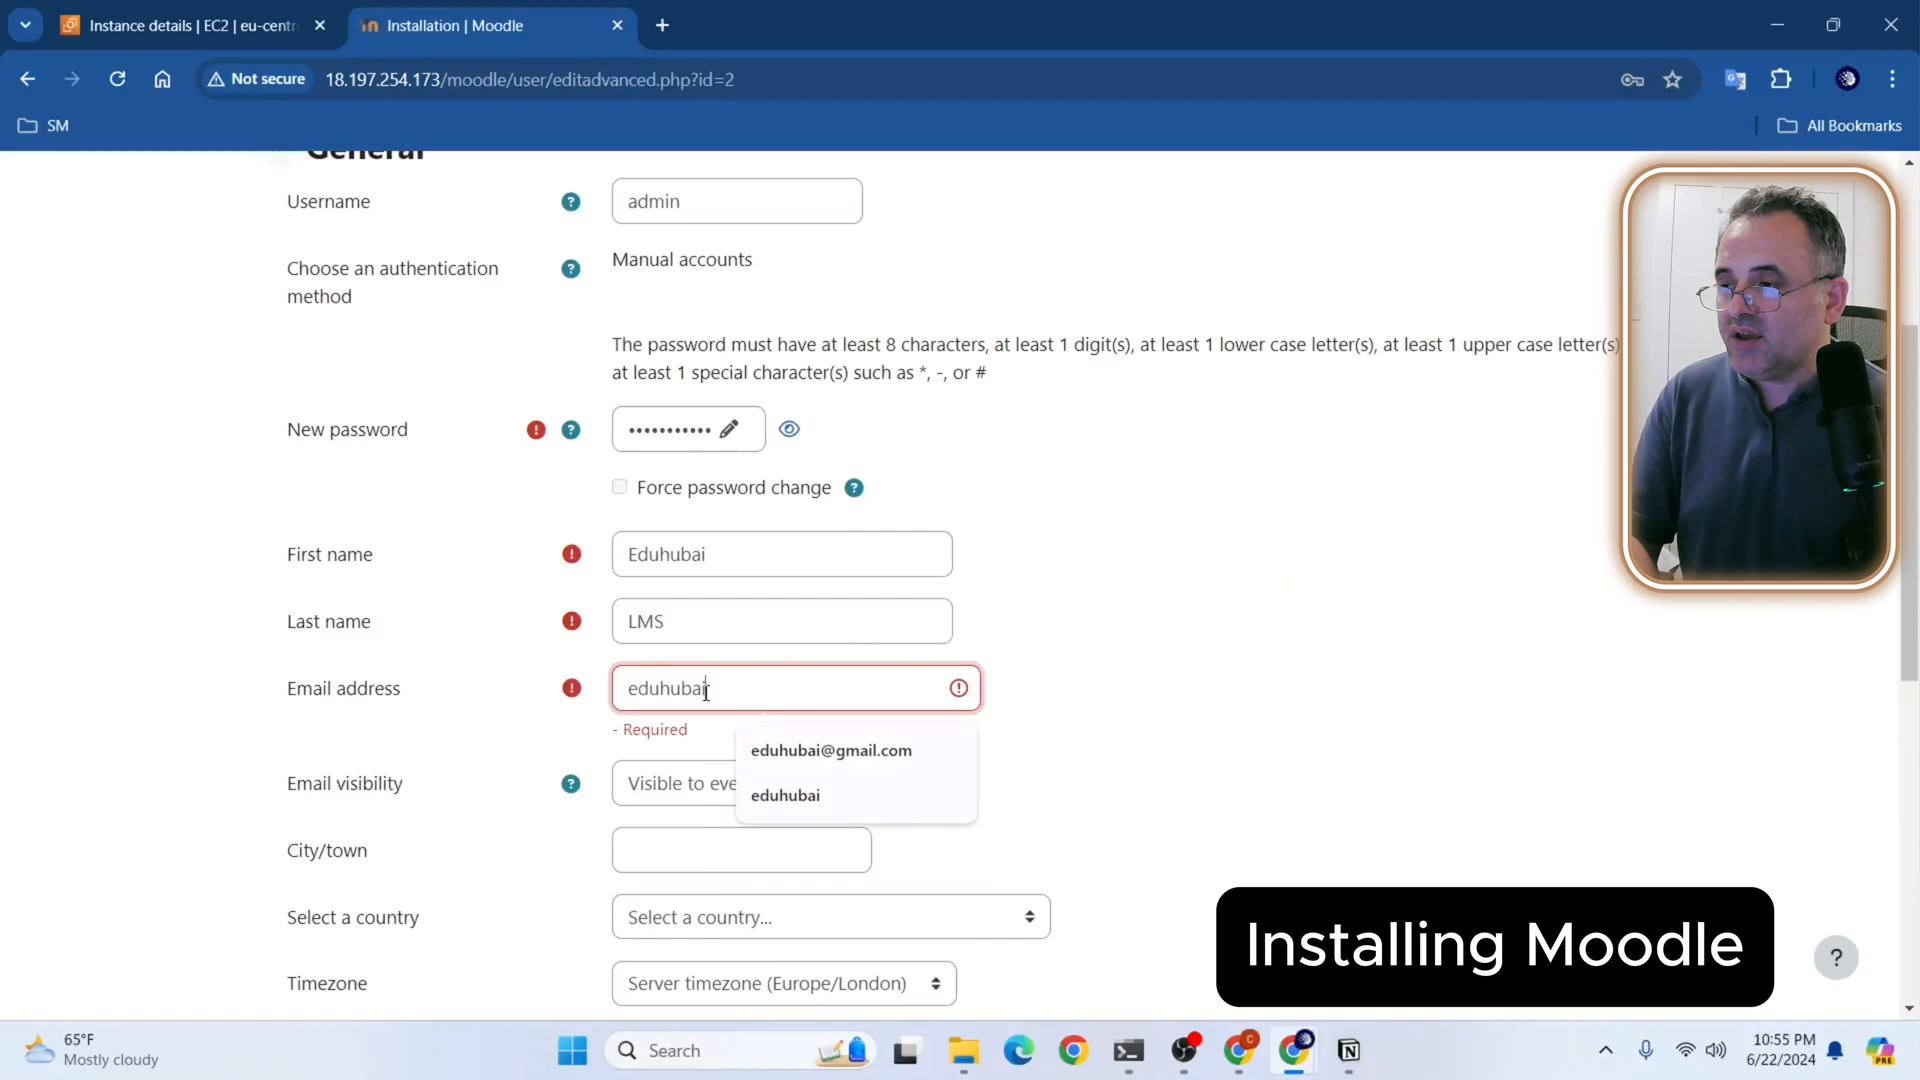 Instance details | EC2 | eu-centr
Installation | Moodle
Not secure
18.197.254.173/moodle/user/editadvanced.php?id=2
SM
All Bookmarks
General
Username
admin
Choose an authentication
method
Manual accounts
The password must have at least 8 characters, at least 1 digit(s), at least 1 lower case letter(s), at least 1 upper case letter(s)
at least 1 special character(s) such as *, -, or #
New password
•••••••••••
Force password change
First name
Eduhubai
Last name
LMS
Email address
eduhubai
- Required
eduhubai@gmail.com
eduhubai
Email visibility
Visible to eve
City/town
Select a country
Select a country...
Timezone
Server timezone (Europe/London)
Installing Moodle
?
65°F
Mostly cloudy
Search
10:55 PM
6/22/2024
PRE